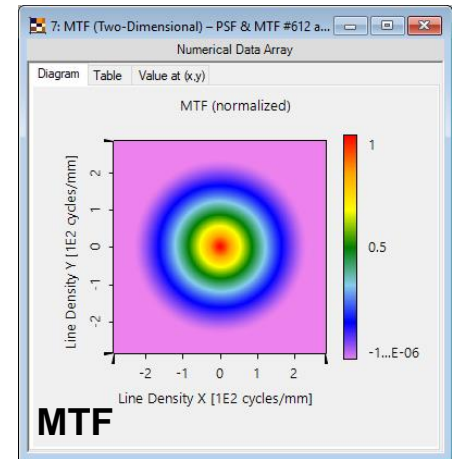 7: MTF (Two-Dimensional) – PSF & MTF #612 a...
Numerical Data Array
Diagram Table Value at (x,y)
MTF (normalized)
Line Density Y [1E2 cycles/mm]
2
1
0
-1
-2
-2 -1 0 1 2
Line Density X [1E2 cycles/mm]
1
0.5
-1...E-06
MTF